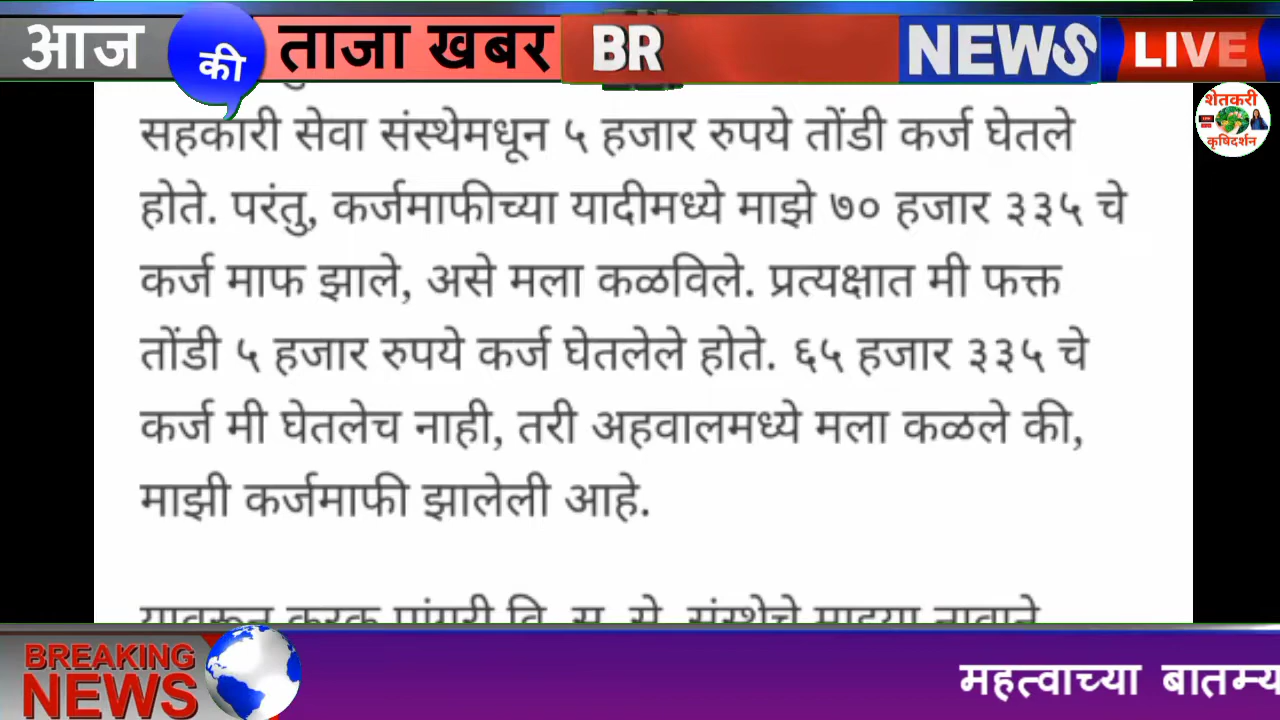 आज की ताजा खबर BR NEWS LIVE
शेतकरी
कृषिदर्शन
सहकारी सेवा संस्थेमधून ५ हजार रुपये तोंडी कर्ज घेतले
होते. परंतु, कर्जमाफीच्या यादीमध्ये माझे ७० हजार ३३५ चे
कर्ज माफ झाले, असे मला कळविले. प्रत्यक्षात मी फक्त
तोंडी ५ हजार रुपये कर्ज घेतलेले होते. ६५ हजार ३३५ चे
कर्ज मी घेतलेच नाही, तरी अहवालमध्ये मला कळले की,
माझी कर्जमाफी झालेली आहे.
वि. स. से. संस्थेचे माझ्या नावाने
BREAKING
NEWS
महत्वाच्या